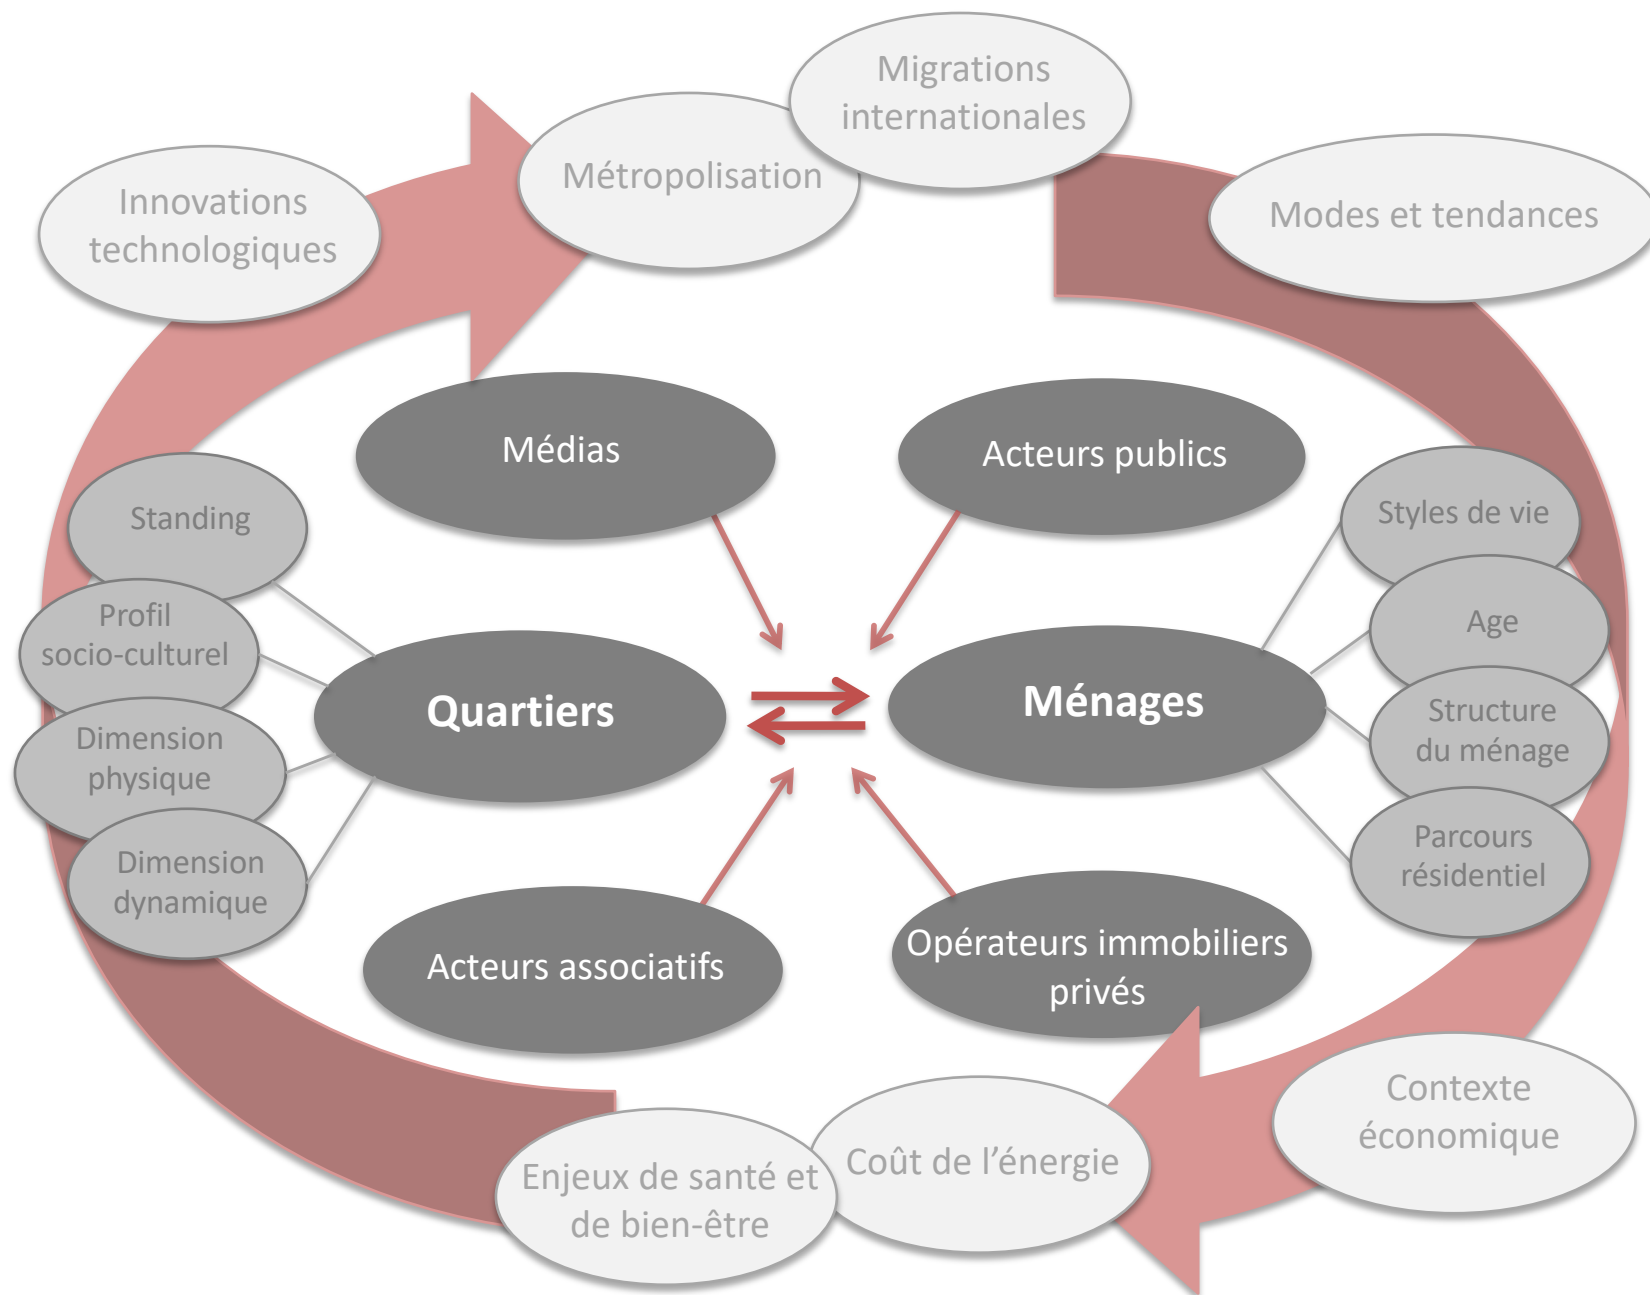 Migrations
internationales
Métropolisation
Innovations
technologiques
Modes et tendances
Médias
Acteurs publics
Standing
Styles de vie
Profil
socio-culturel
Age
Quartiers
Ménages
Dimension
physique
Structure
du ménage
Dimension
dynamique
Parcours
résidentiel
Acteurs associatifs
Opérateurs immobiliers
privés
Contexte
économique
Coût de l’énergie
Enjeux de santé et
de bien-être